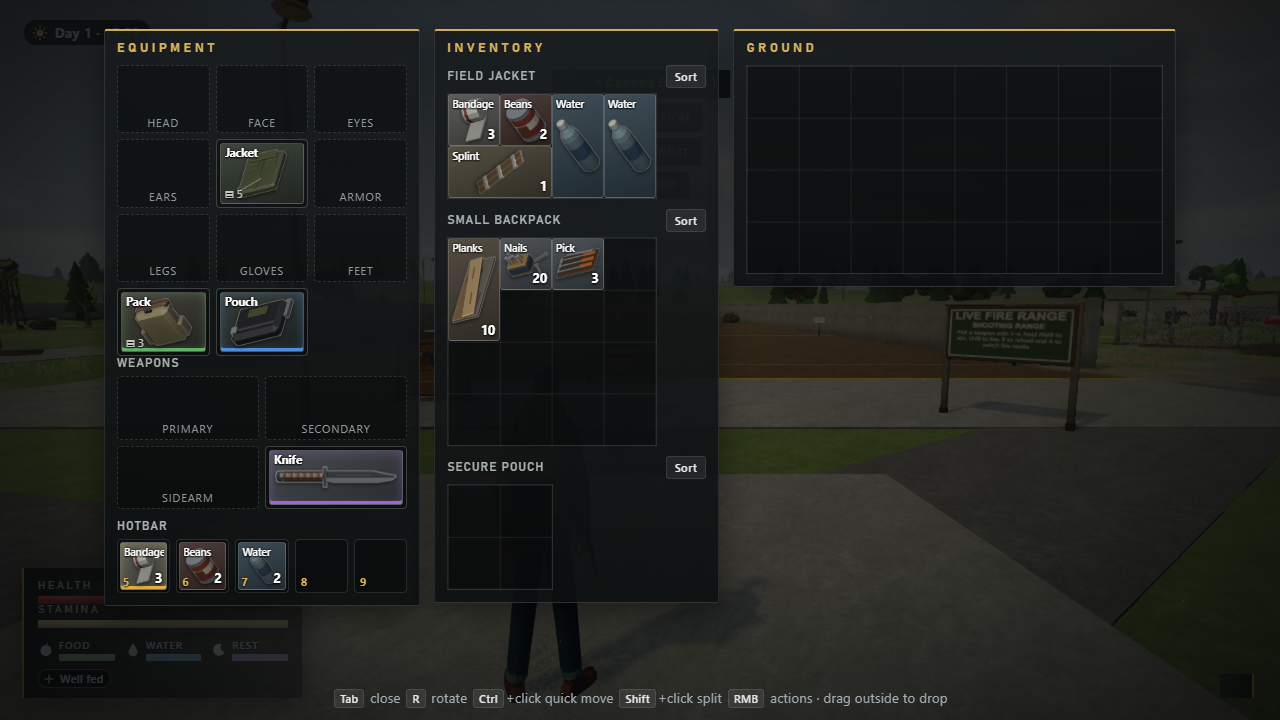 Day 1 -
EQUIPMENT
HEAD
FACE
EYES
EARS
Jacket
5
ARMOR
LEGS
GLOVES
FEET
Pack
3
Pouch
WEAPONS
PRIMARY
SECONDARY
SIDEARM
Knife
HOTBAR
Bandage
5
3
Beans
6
2
Water
7
2
8
9
INVENTORY
FIELD JACKET
Sort
Bandage
3
Beans
2
Water
Water
Splint
1
SMALL BACKPACK
Sort
Planks
10
Nails
20
Pick
3
SECURE POUCH
Sort
GROUND
LIVE FIRE RANGE
SHOOTING RANGE
HEALTH
STAMINA
FOOD
WATER
REST
+ Well fed
Tab close R rotate Ctrl +click quick move Shift +click split RMB actions · drag outside to drop